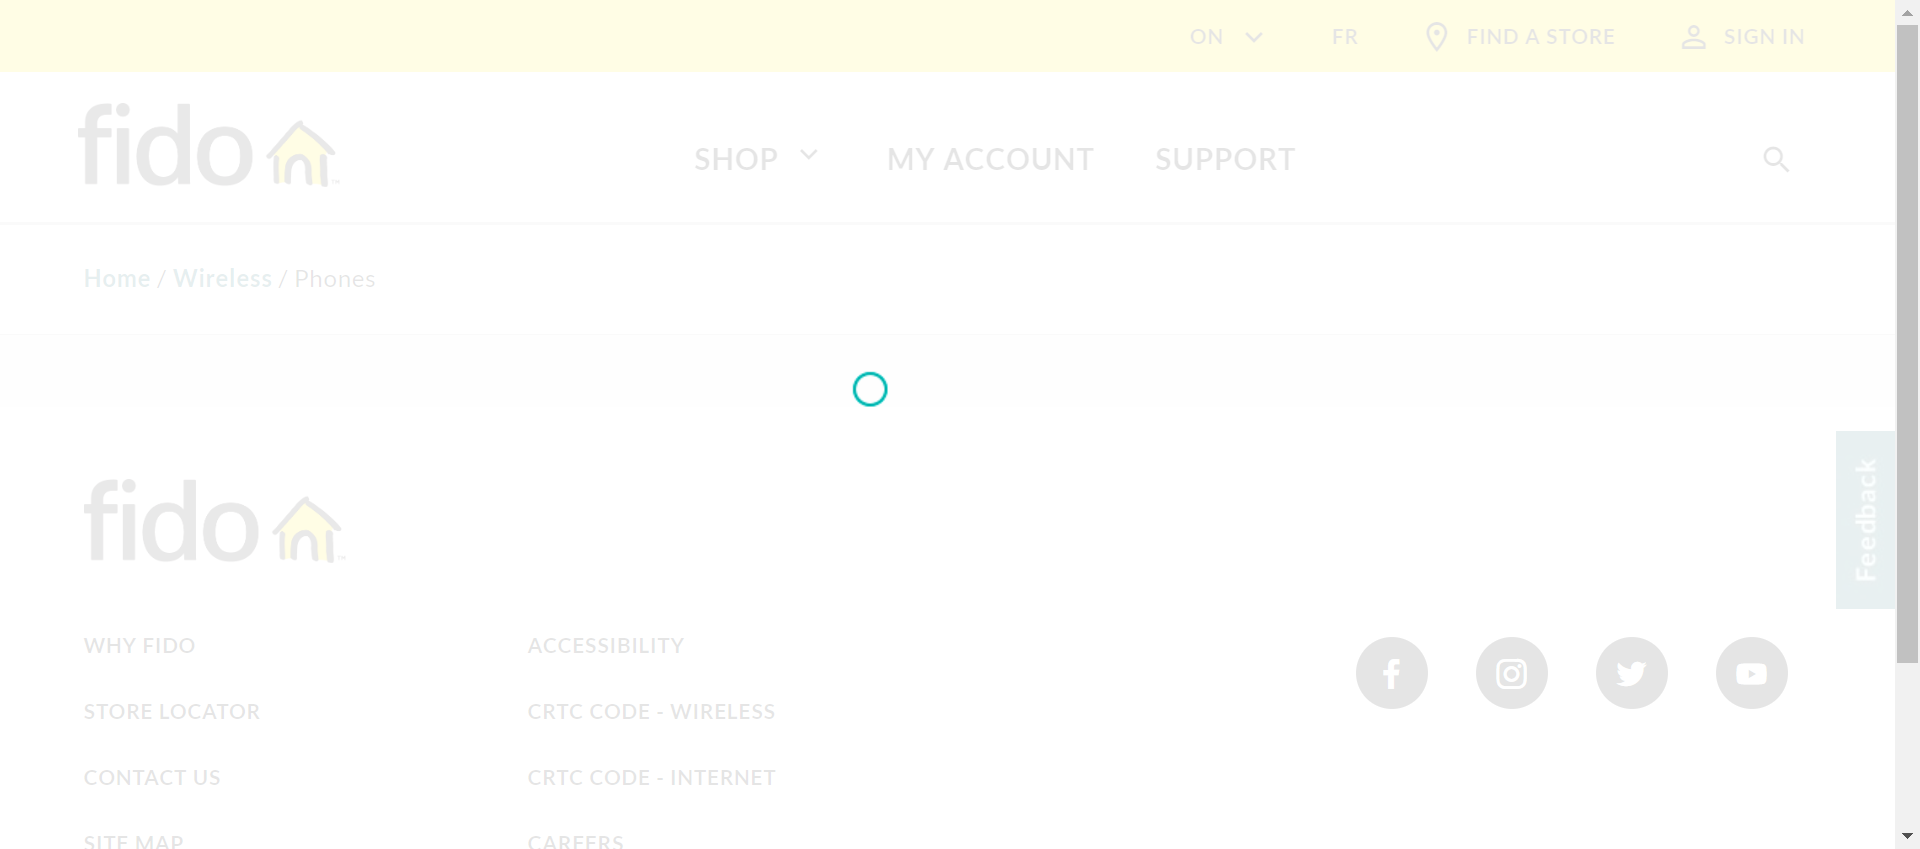 ON FR FIND A STORE SIGN IN
fido
SHOP MY ACCOUNT SUPPORT
Home / Wireless / Phones
Feedback
fido
WHY FIDO ACCESSIBILITY
STORE LOCATOR CRTC CODE - WIRELESS
CONTACT US CRTC CODE - INTERNET
SITE MAP CAREERS